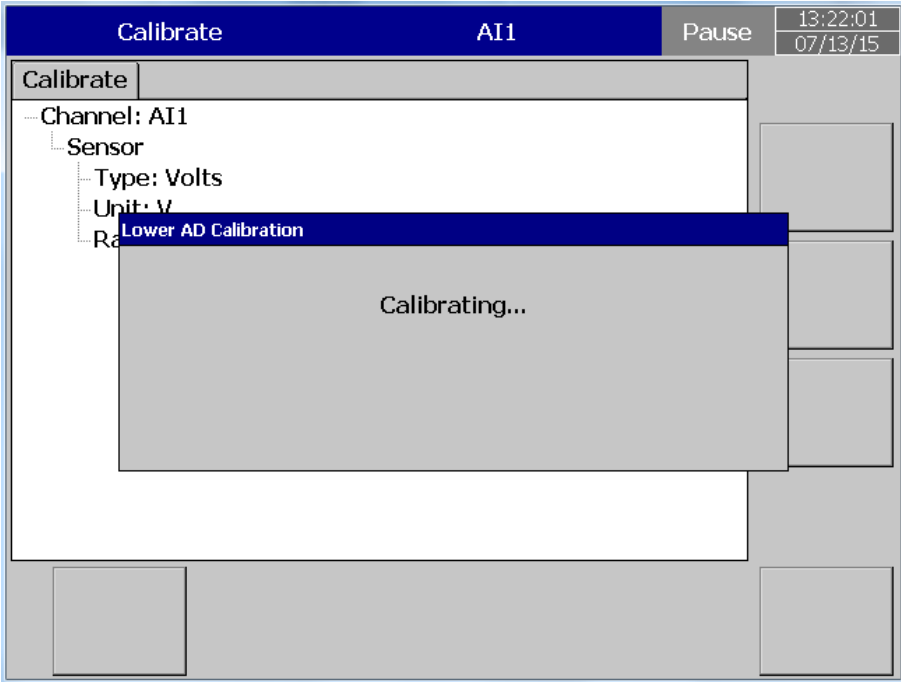 Calibrate AI1 Pause 13:22:01
07/13/15
Calibrate
Channel: AI1
Sensor
Type: Volts
Unit: V
Lower AD Calibration
Calibrating...